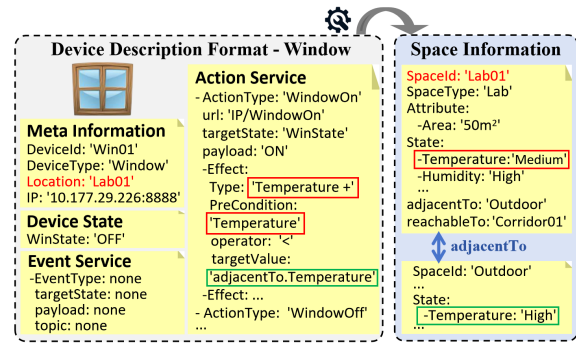 Device Description Format - Window
Meta Information
DeviceId: 'Win01'
DeviceType: 'Window'
Location: 'Lab01'
IP: '10.177.29.226:8888'
Device State
WinState: 'OFF'
Event Service
-EventType: none
targetState: none
payload: none
topic: none
Action Service
- ActionType: 'WindowOn'
url: 'IP/WindowOn'
targetState: 'WinState'
payload: 'ON'
-Effect:
Type: 'Temperature +'
PreCondition:
'Temperature'
operator: '<'
targetValue:
'adjacentTo.Temperature'
-Effect: ...
- ActionType: 'WindowOff'
...
Space Information
SpaceId: 'Lab01'
SpaceType: 'Lab'
Attribute:
-Area: '50m²'
State:
-Temperature:'Medium'
-Humidity: 'High'
...
adjacentTo: 'Outdoor'
reachableTo:'Corridor01'
adjacentTo
SpaceId: 'Outdoor'
...
State:
-Temperature: 'High'
...